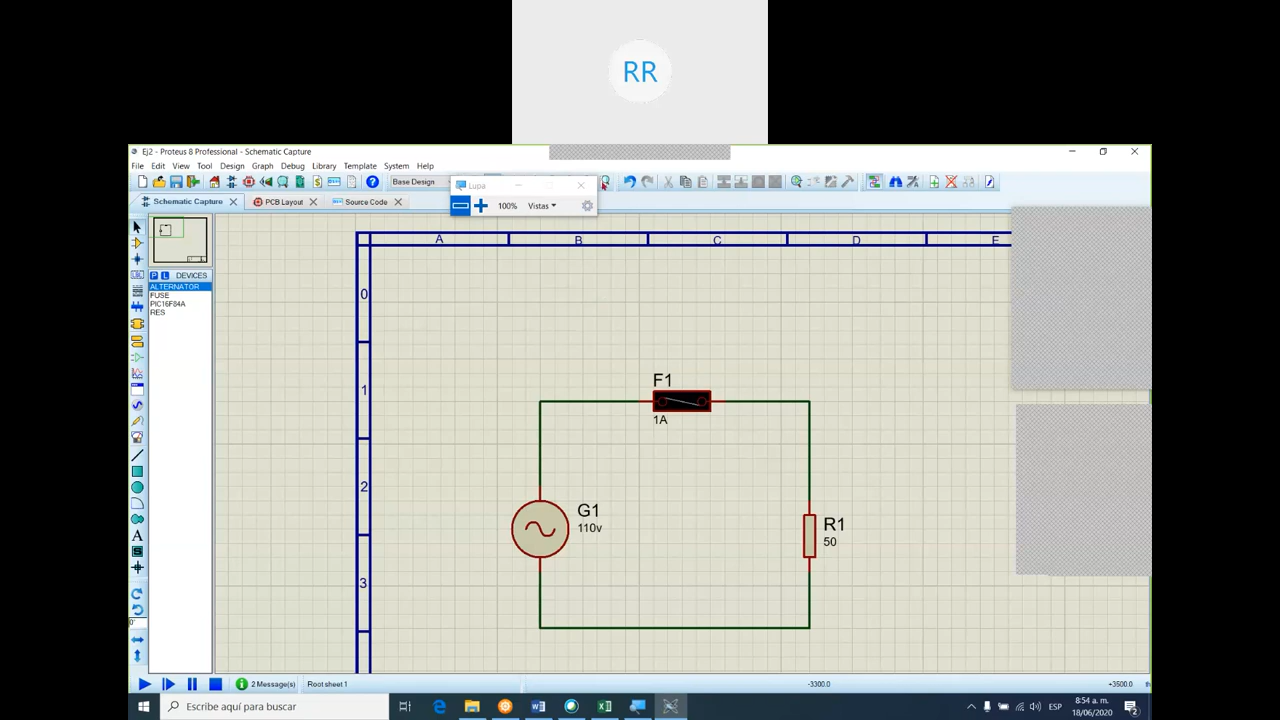 RR
Ej2 - Proteus 8 Professional - Schematic Capture
File Edit View Tool Design Graph Debug Library Template System Help
Base Design
Lupa
100% Vistas
Schematic Capture PCB Layout Source Code
P L DEVICES
ALTERNATOR
FUSE
PIC16F84A
RES
A B C D E
0
1
2
3
F1
1A
G1
110v
R1
50
2 Message(s) Root sheet 1 -3300.0 +3500.0 th
Escribe aquí para buscar
ESP
8:54 a. m.
18/06/2020
2